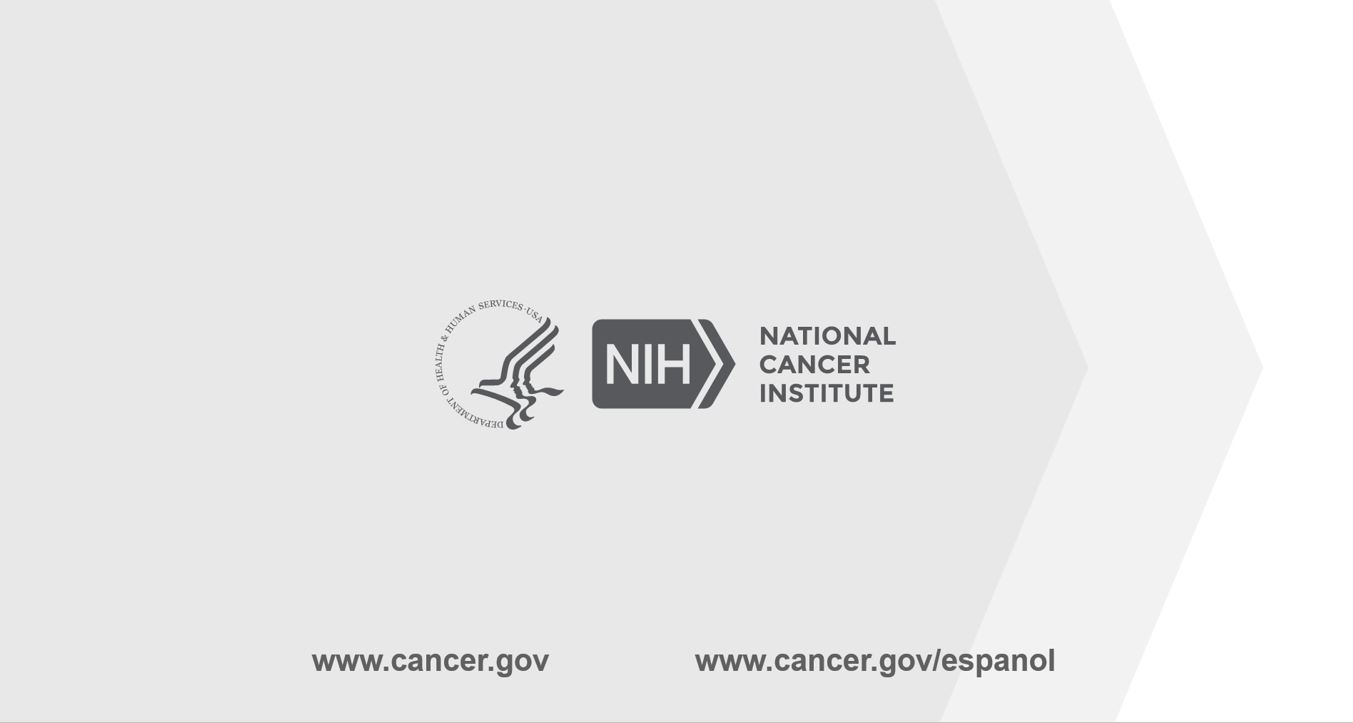 DEPARTMENT OF HEALTH & HUMAN SERVICES · USA
NIH
NATIONAL
CANCER
INSTITUTE
www.cancer.gov
www.cancer.gov/espanol